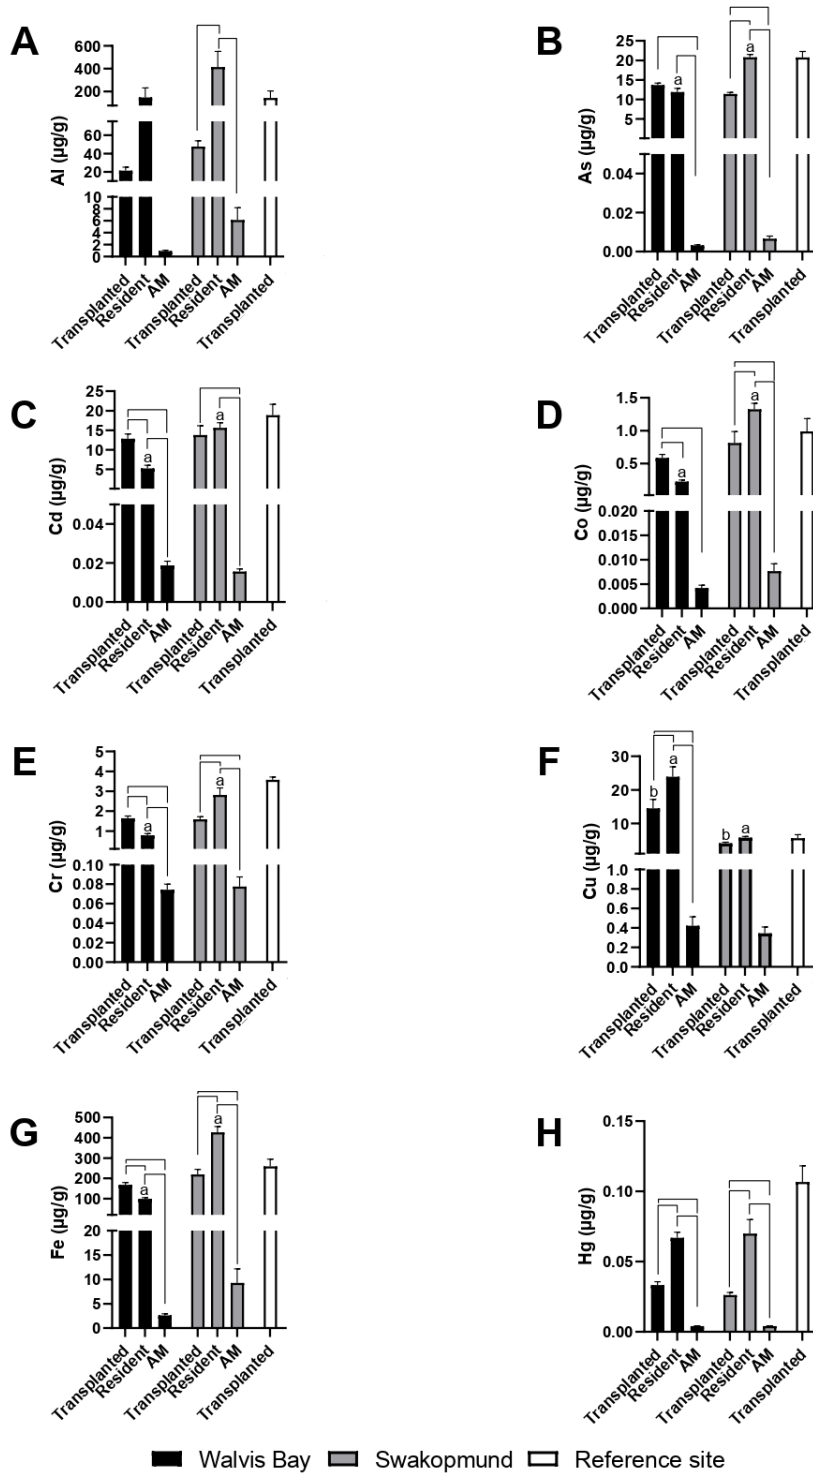 A
Al (µg/g)
600
400
200
60
40
20
10
8
6
4
2
0
Transplanted
Resident
AM
Transplanted
Resident
AM
Transplanted
B
As (µg/g)
25
20
15
10
5
0.04
0.02
0.00
a
a
Transplanted
Resident
AM
Transplanted
Resident
AM
Transplanted
C
Cd (µg/g)
25
20
15
10
5
0.04
0.02
0.00
a
a
Transplanted
Resident
AM
Transplanted
Resident
AM
Transplanted
D
Co (µg/g)
1.5
1.0
0.5
0.020
0.015
0.010
0.005
0.000
a
a
Transplanted
Resident
AM
Transplanted
Resident
AM
Transplanted
E
Cr (µg/g)
5
4
3
2
1
0.10
0.08
0.06
0.04
0.02
0.00
a
a
Transplanted
Resident
AM
Transplanted
Resident
AM
Transplanted
F
Cu (µg/g)
30
20
10
1.0
0.8
0.6
0.4
0.2
0.0
b
a
b
a
Transplanted
Resident
AM
Transplanted
Resident
AM
Transplanted
G
Fe (µg/g)
500
400
300
200
100
20
15
10
5
0
a
a
Transplanted
Resident
AM
Transplanted
Resident
AM
Transplanted
H
Hg (µg/g)
0.15
0.10
0.05
0.00
Transplanted
Resident
AM
Transplanted
Resident
AM
Transplanted
Walvis Bay Swakopmund Reference site